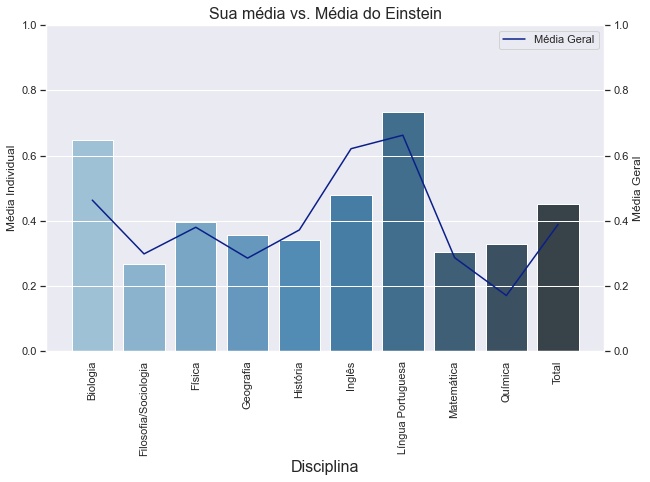 Sua média vs. Média do Einstein
Média Geral
1.0
0.8
0.6
0.4
0.2
0.0
Média Individual
1.0
0.8
0.6
0.4
0.2
0.0
Média Geral
Biologia
Filosofia/Sociologia
Física
Geografia
História
Inglês
Língua Portuguesa
Matemática
Química
Total
Disciplina